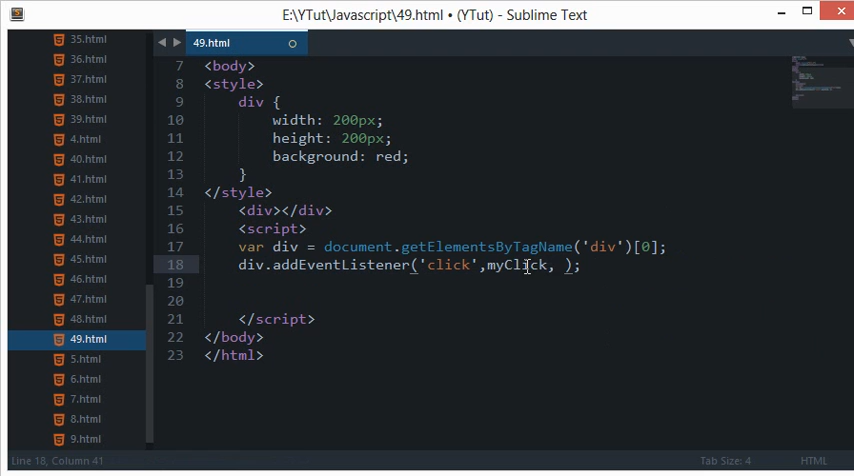 E:\YTut\Javascript\49.html • (YTut) - Sublime Text
35.html
36.html
37.html
38.html
39.html
4.html
40.html
41.html
42.html
43.html
44.html
45.html
46.html
47.html
48.html
49.html
5.html
6.html
7.html
8.html
9.html
49.html
7 <body>
8 <style>
9 div {
10 width: 200px;
11 height: 200px;
12 background: red;
13 }
14 </style>
15 <div></div>
16 <script>
17 var div = document.getElementsByTagName('div')[0];
18 div.addEventListener('click',myClick, );
19
20
21 </script>
22 </body>
23 </html>
Line 18, Column 41
Tab Size: 4
HTML